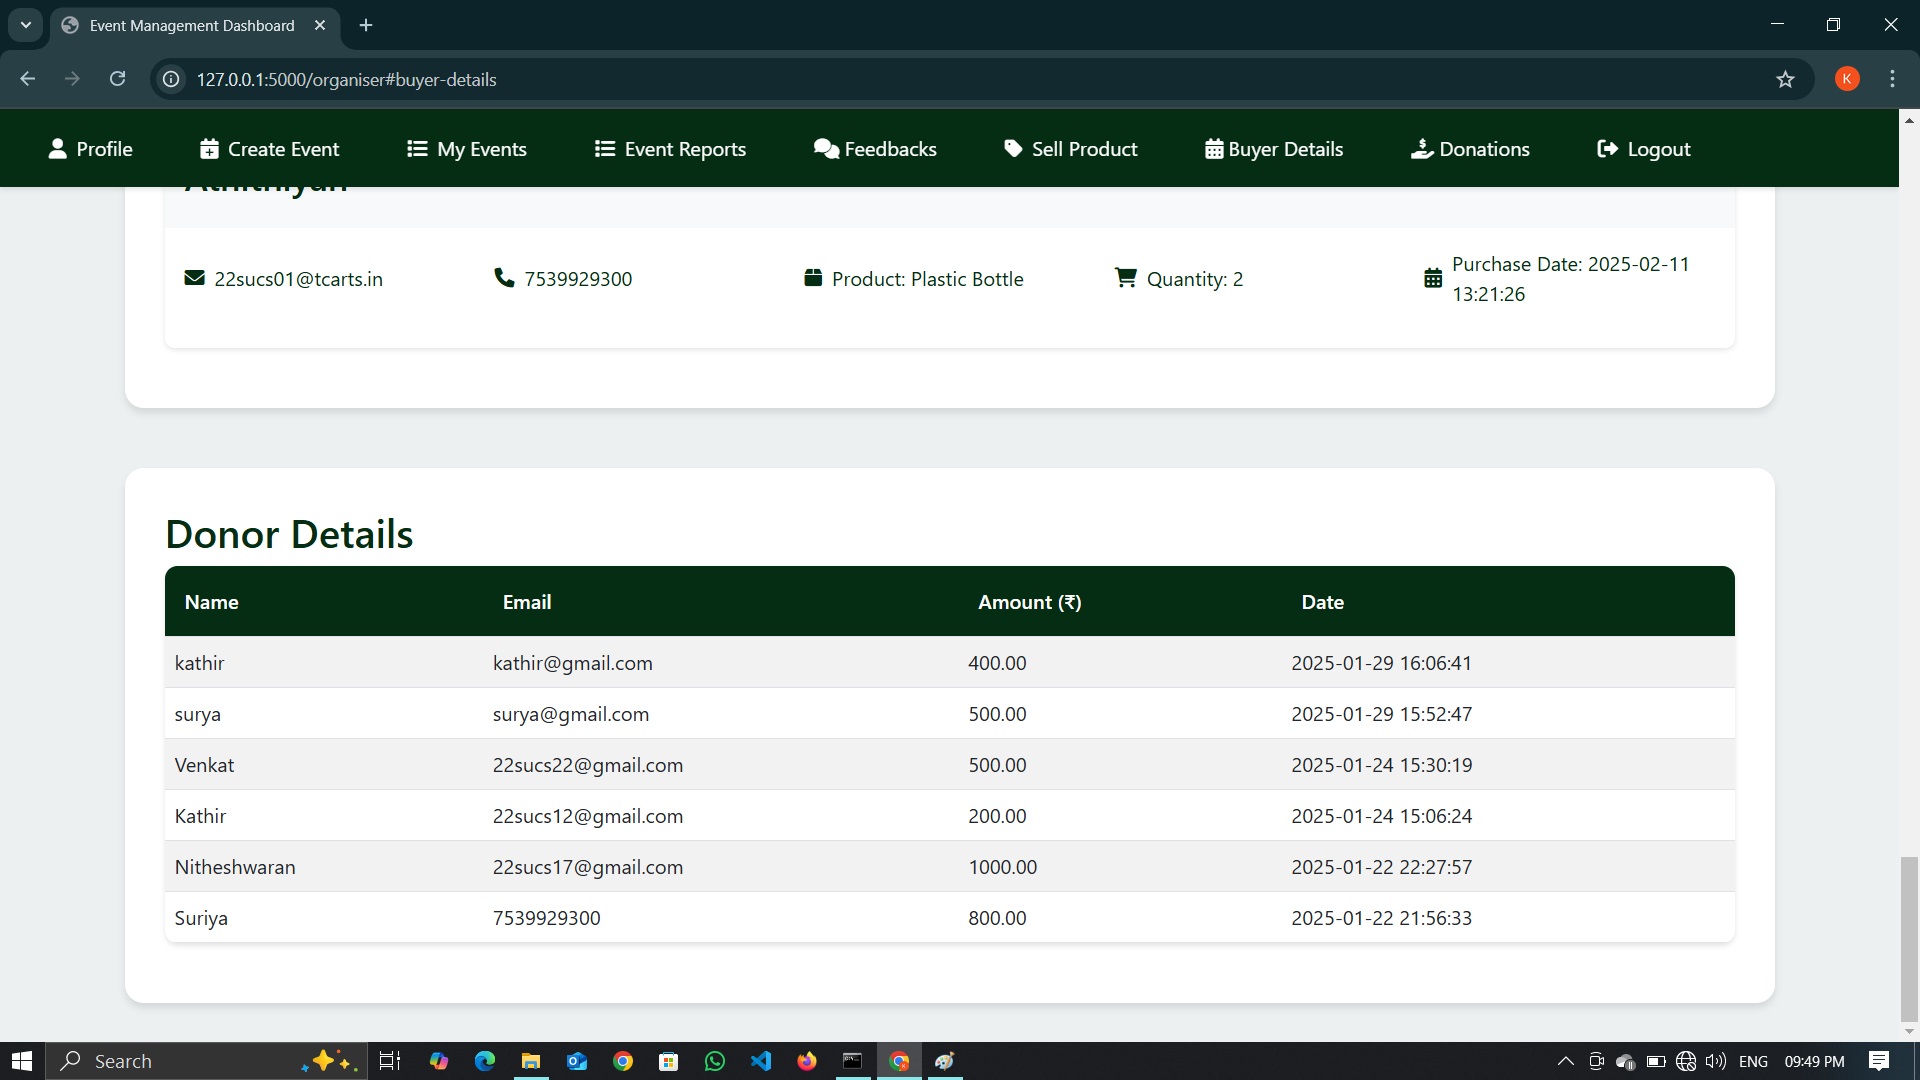 Event Management Dashboard
127.0.0.1:5000/organiser#buyer-details
K
Profile Create Event My Events Event Reports Feedbacks Sell Product Buyer Details Donations Logout
22sucs01@tcarts.in 7539929300 Product: Plastic Bottle Quantity: 2 Purchase Date: 2025-02-11
13:21:26
Donor Details
Name Email Amount (₹) Date
kathir kathir@gmail.com 400.00 2025-01-29 16:06:41
surya surya@gmail.com 500.00 2025-01-29 15:52:47
Venkat 22sucs22@gmail.com 500.00 2025-01-24 15:30:19
Kathir 22sucs12@gmail.com 200.00 2025-01-24 15:06:24
Nitheshwaran 22sucs17@gmail.com 1000.00 2025-01-22 22:27:57
Suriya 7539929300 800.00 2025-01-22 21:56:33
Search ENG 09:49 PM